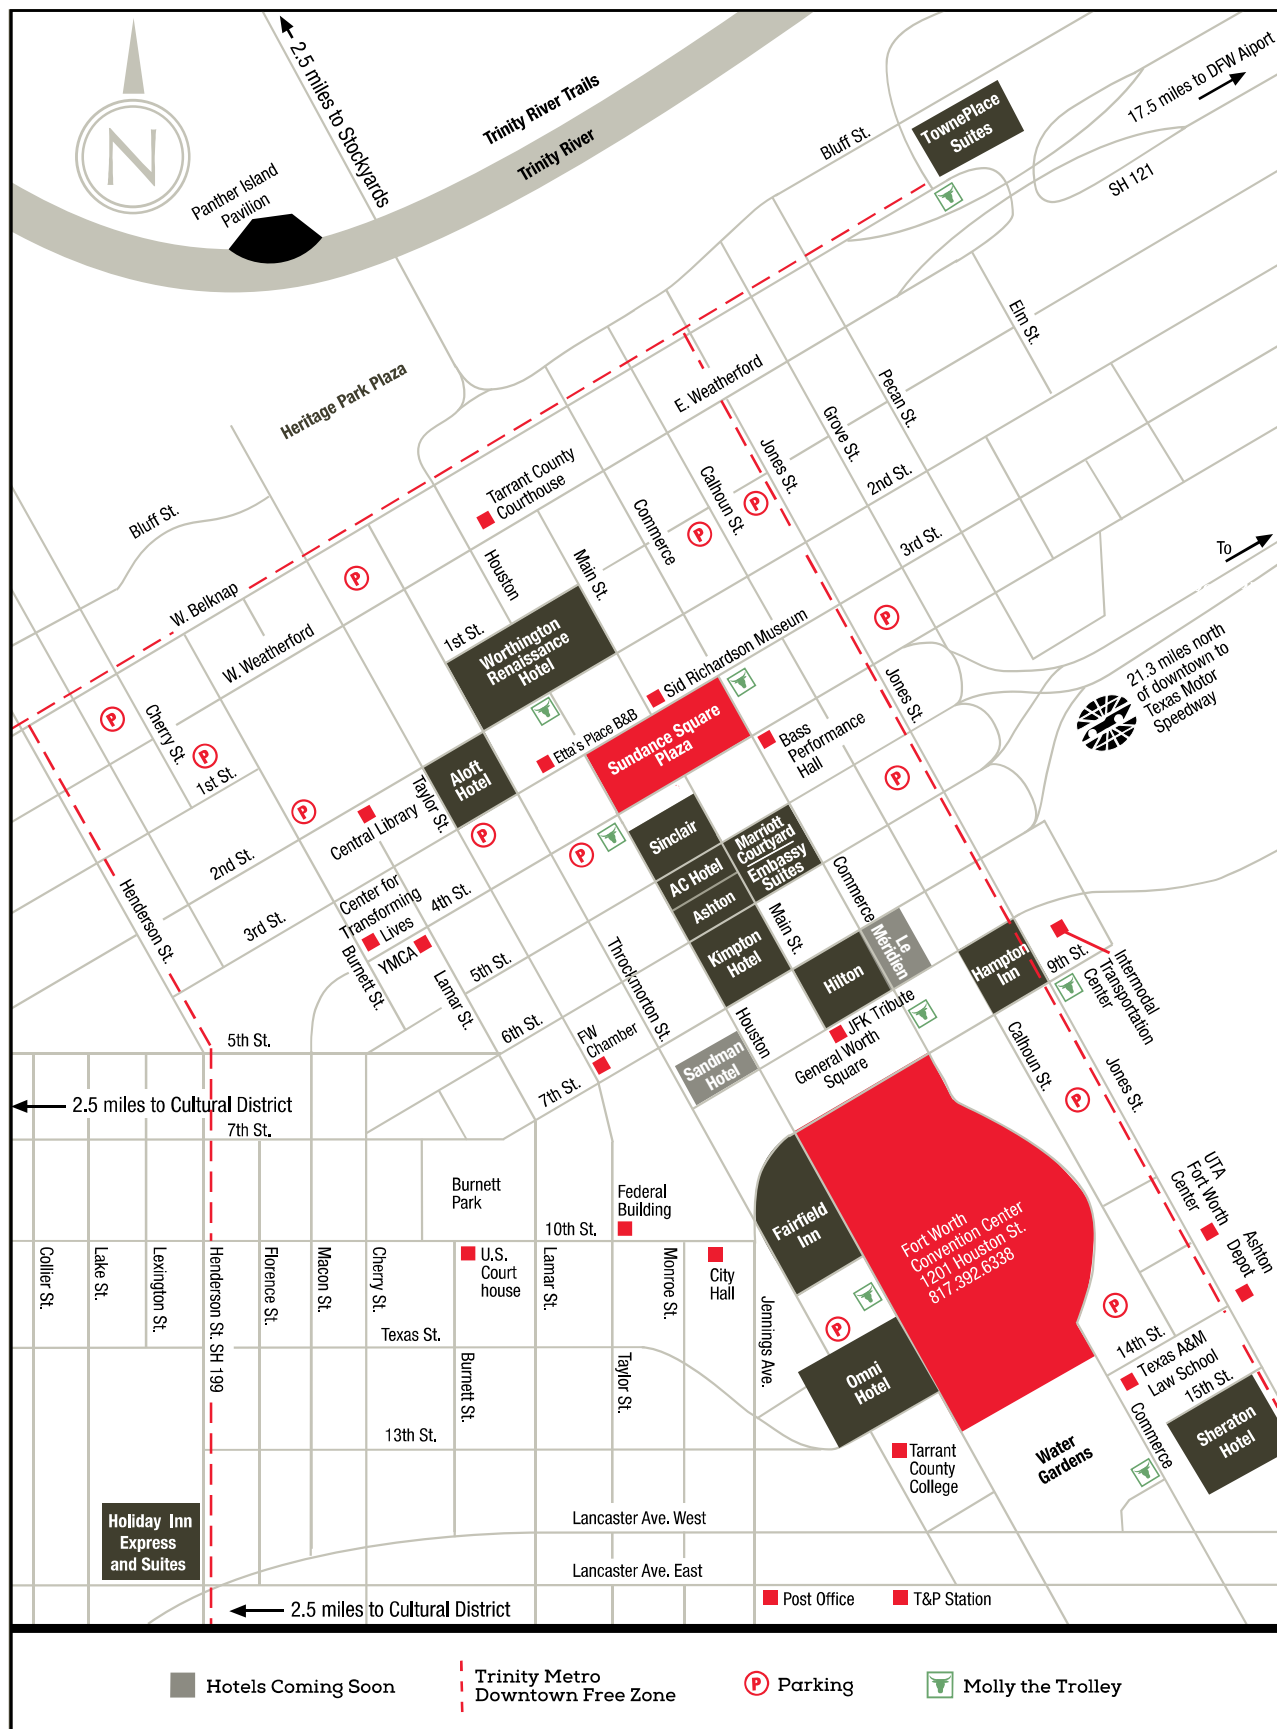 2.5 miles to Stockyards
17.5 miles to DFW Aiport
Trinity River Trails
Trinity River
N
Panther Island
Pavilion
TownePlace
Suites
Bluff St.
SH 121
Elm St.
Heritage Park Plaza
E. Weatherford
Pecan St.
Grove St.
Jones St.
2nd St.
Tarrant County
Courthouse
Calhoun St.
Commerce
P
P
3rd St.
To
Bluff St.
Houston
Main St.
P
W. Belknap
W. Weatherford
1st St.
Worthington
Renaissance
Hotel
Sid Richardson Museum
P
21.3 miles north
of downtown to
Texas Motor
Speedway
Jones St.
P
Cherry St.
P
1st St.
Etta's Place B&B
Sundance Square
Plaza
Bass
Performance
Hall
P
Aloft
Hotel
Taylor St.
P
Central Library
P
P
Sinclair
Marriott
Courtyard
Embassy
Suites
AC Hotel
Ashton
Kimpton
Hotel
2nd St.
Henderson St.
3rd St.
Center for
Transforming
Lives
4th St.
YMCA
Burnett St.
Lamar St.
5th St.
Throckmorton St.
Main St.
Commerce
Le
Méridien
Hilton
Hampton
Inn
9th St.
Intermodal
Transportation
Center
6th St.
5th St.
FW
Chamber
7th St.
Houston
JFK Tribute
General Worth
Square
Sandman
Hotel
Calhoun St.
Jones St.
P
2.5 miles to Cultural District
7th St.
Burnett
Park
Federal
Building
10th St.
Fairfield
Inn
Fort Worth
Convention Center
1201 Houston St.
817.392.6338
UTA
Fort Worth
Center
Ashton
Depot
Collier St.
Lake St.
Lexington St.
Henderson St. SH 199
Florence St.
Macon St.
Cherry St.
U.S.
Court
house
Lamar St.
Monroe St.
City
Hall
Jennings Ave.
P
P
Texas St.
Burnett St.
Taylor St.
Omni
Hotel
14th St.
Texas A&M
Law School
15th St.
Commerce
Sheraton
Hotel
13th St.
Tarrant
County
College
Water
Gardens
Holiday Inn
Express
and Suites
Lancaster Ave. West
Lancaster Ave. East
Post Office
T&P Station
2.5 miles to Cultural District
Hotels Coming Soon
Trinity Metro
Downtown Free Zone
P
Parking
Molly the Trolley